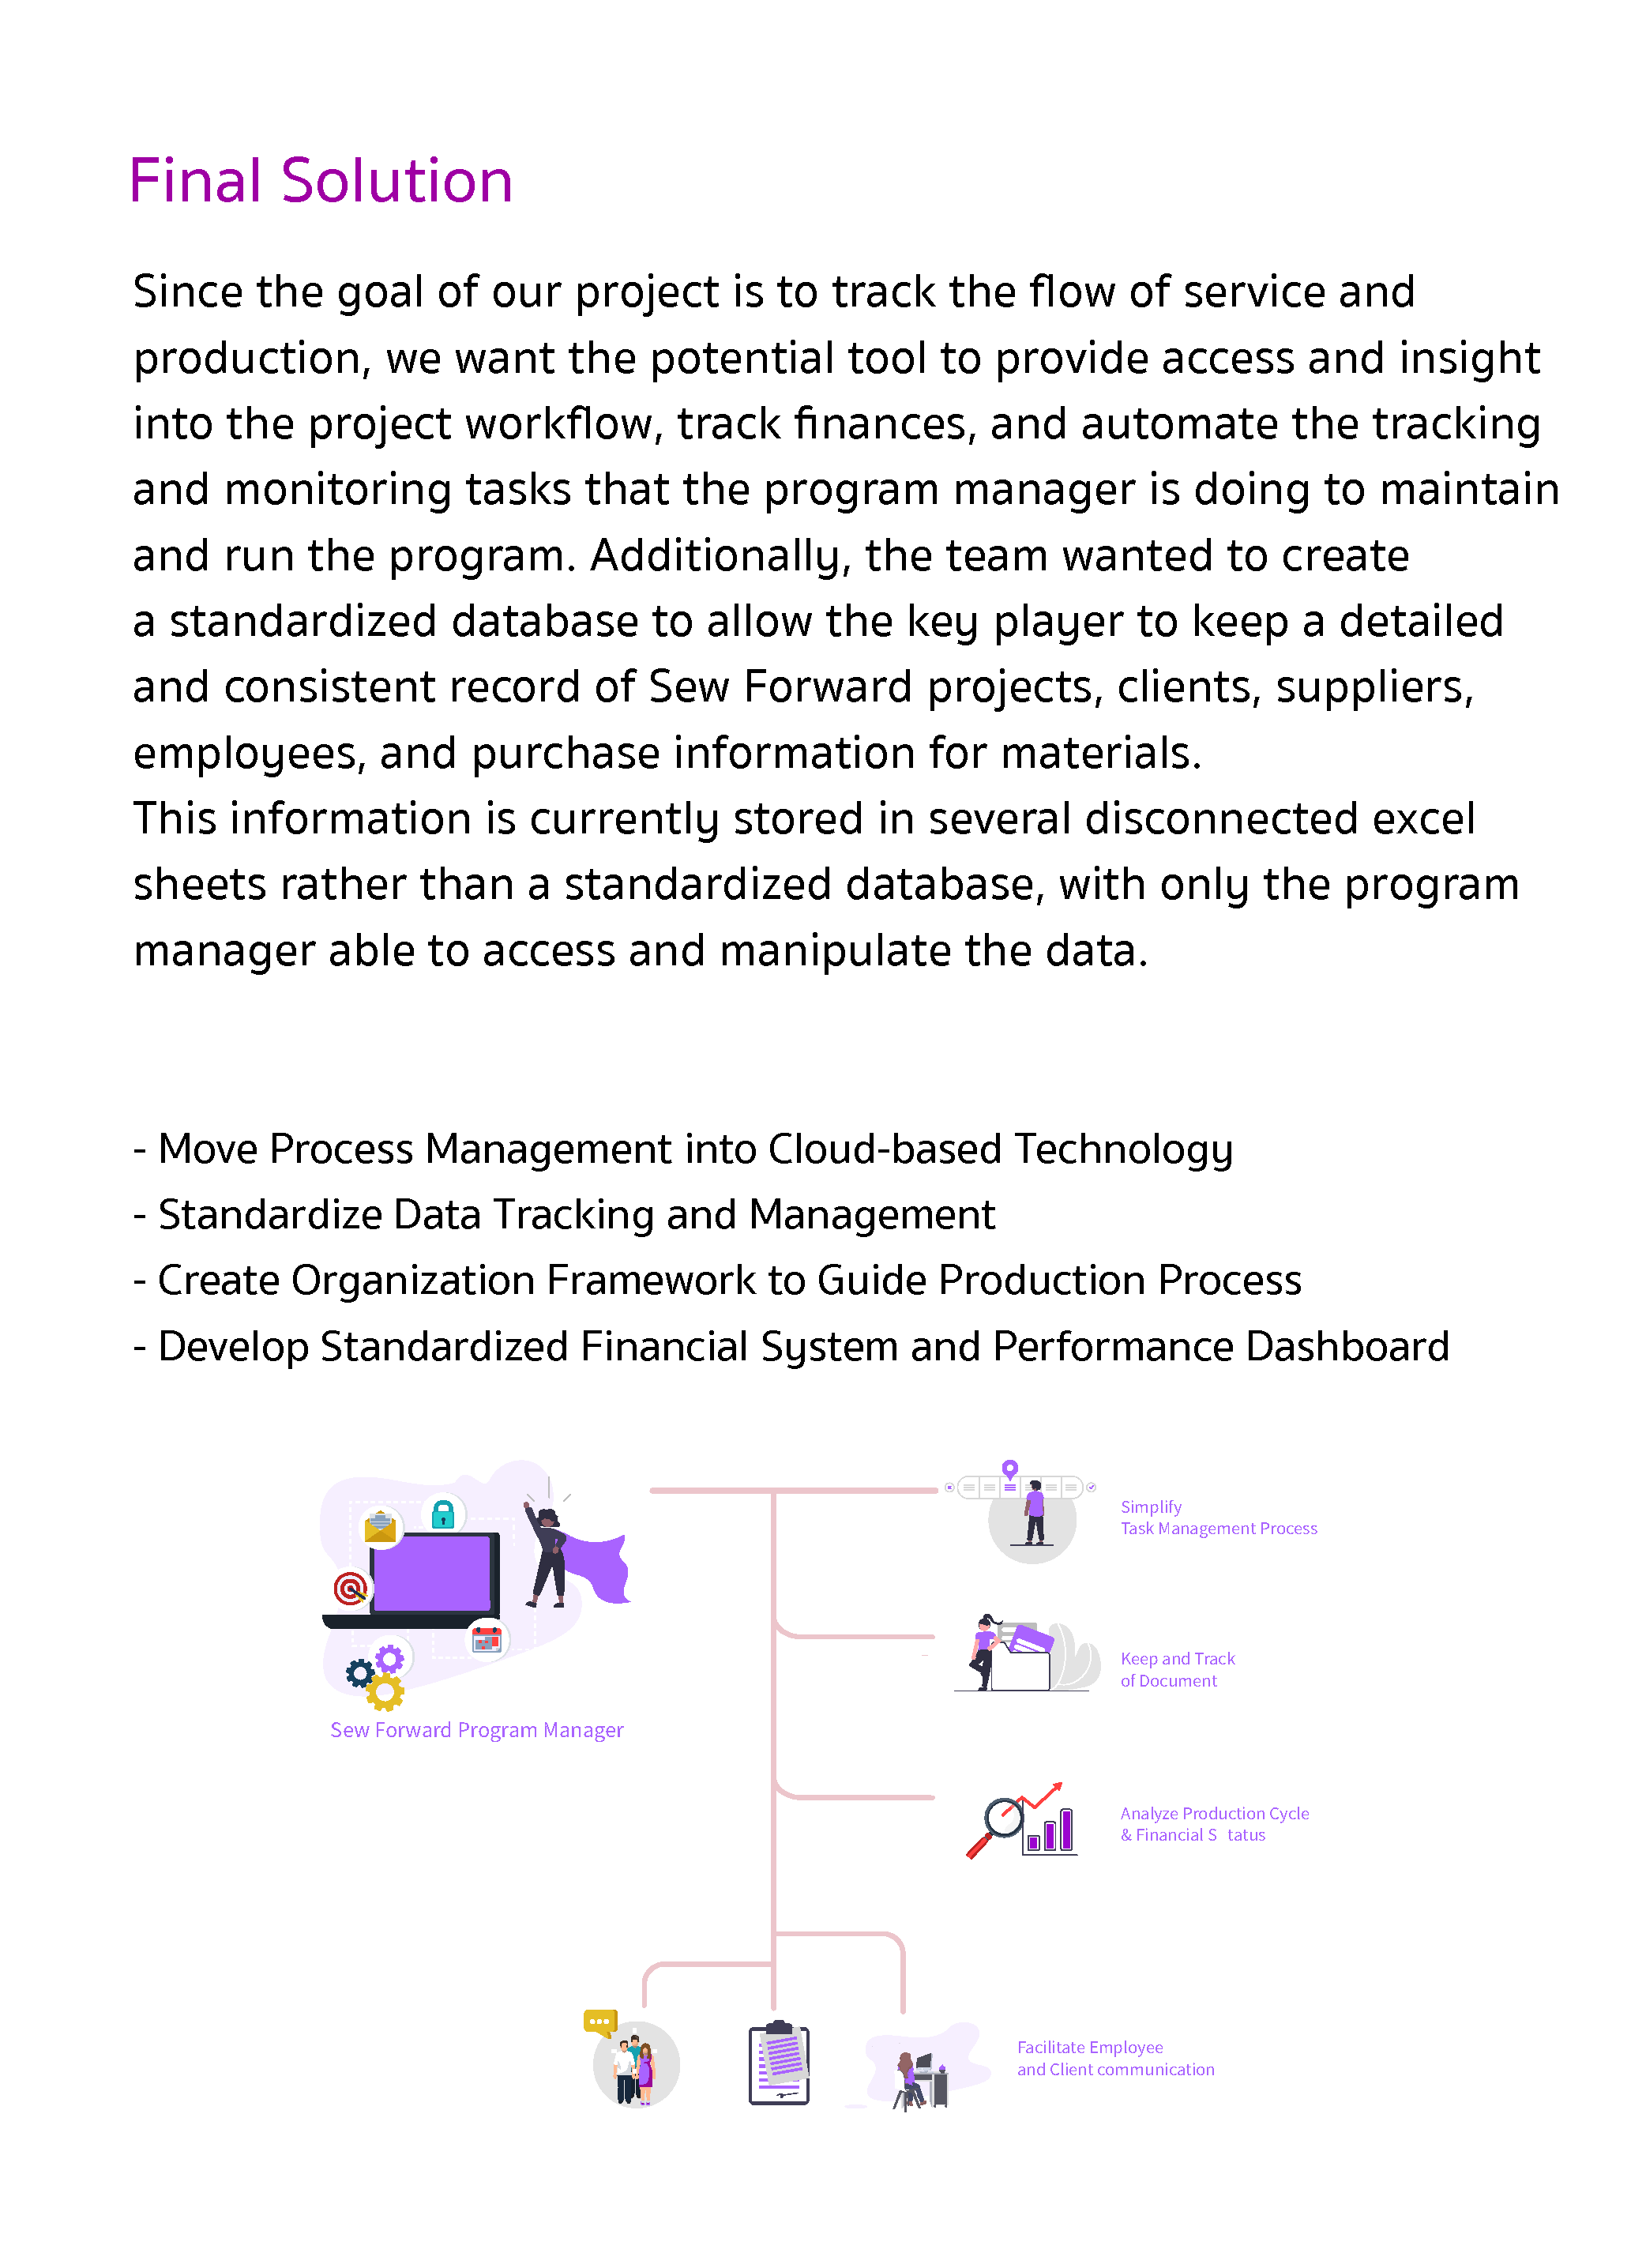 Final Solution
Since the goal of our project is to track the flow of service and
production, we want the potential tool to provide access and insight
into the project workflow, track finances, and automate the tracking
and monitoring tasks that the program manager is doing to maintain
and run the program. Additionally, the team wanted to create
a standardized database to allow the key player to keep a detailed
and consistent record of Sew Forward projects, clients, suppliers,
employees, and purchase information for materials.
This information is currently stored in several disconnected excel
sheets rather than a standardized database, with only the program
manager able to access and manipulate the data.
- Move Process Management into Cloud-based Technology
- Standardize Data Tracking and Management
- Create Organization Framework to Guide Production Process
- Develop Standardized Financial System and Performance Dashboard
Simplify
Task Management Process
Keep and Track
of Document
Sew Forward Program Manager
Analyze Production Cycle
& Financial S tatus
Facilitate Employee
and Client communication